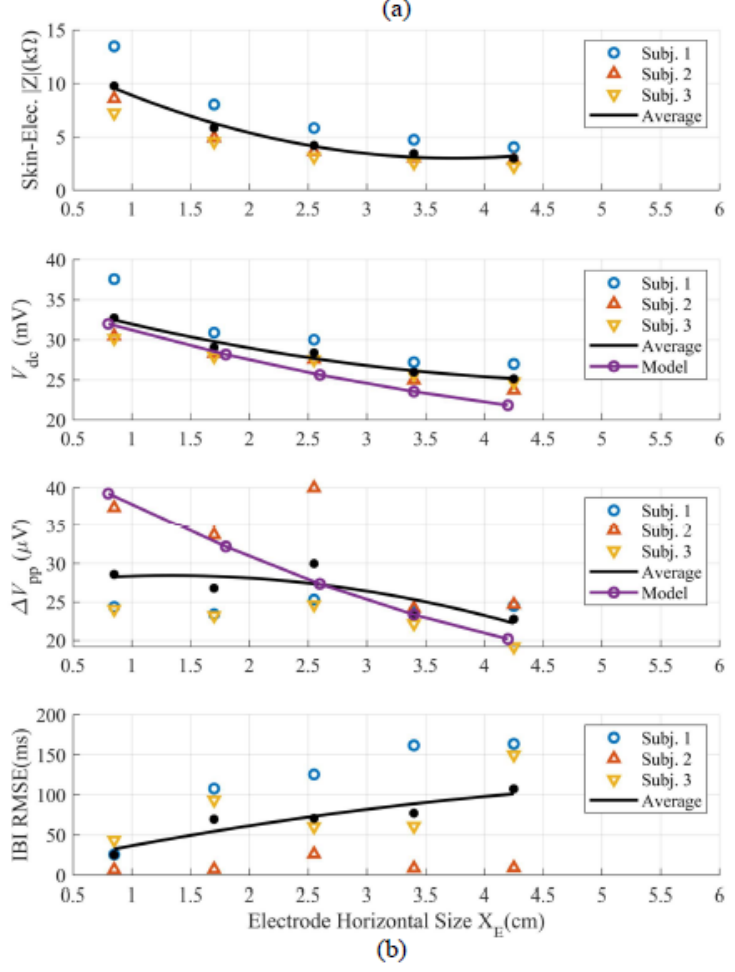 (a)
15
10
5
0
Skin-Elec. |Z|(kΩ)
Subj. 1
Subj. 2
Subj. 3
Average
0.5 1 1.5 2 2.5 3 3.5 4 4.5 5 5.5 6
40
35
30
25
20
V_dc (mV)
Subj. 1
Subj. 2
Subj. 3
Average
Model
0.5 1 1.5 2 2.5 3 3.5 4 4.5 5 5.5 6
40
35
30
25
20
ΔV_pp (μV)
Subj. 1
Subj. 2
Subj. 3
Average
Model
0.5 1 1.5 2 2.5 3 3.5 4 4.5 5 5.5 6
200
150
100
50
0
IBI RMSE(ms)
Subj. 1
Subj. 2
Subj. 3
Average
0.5 1 1.5 2 2.5 3 3.5 4 4.5 5 5.5 6
Electrode Horizontal Size X_E(cm)
(b)